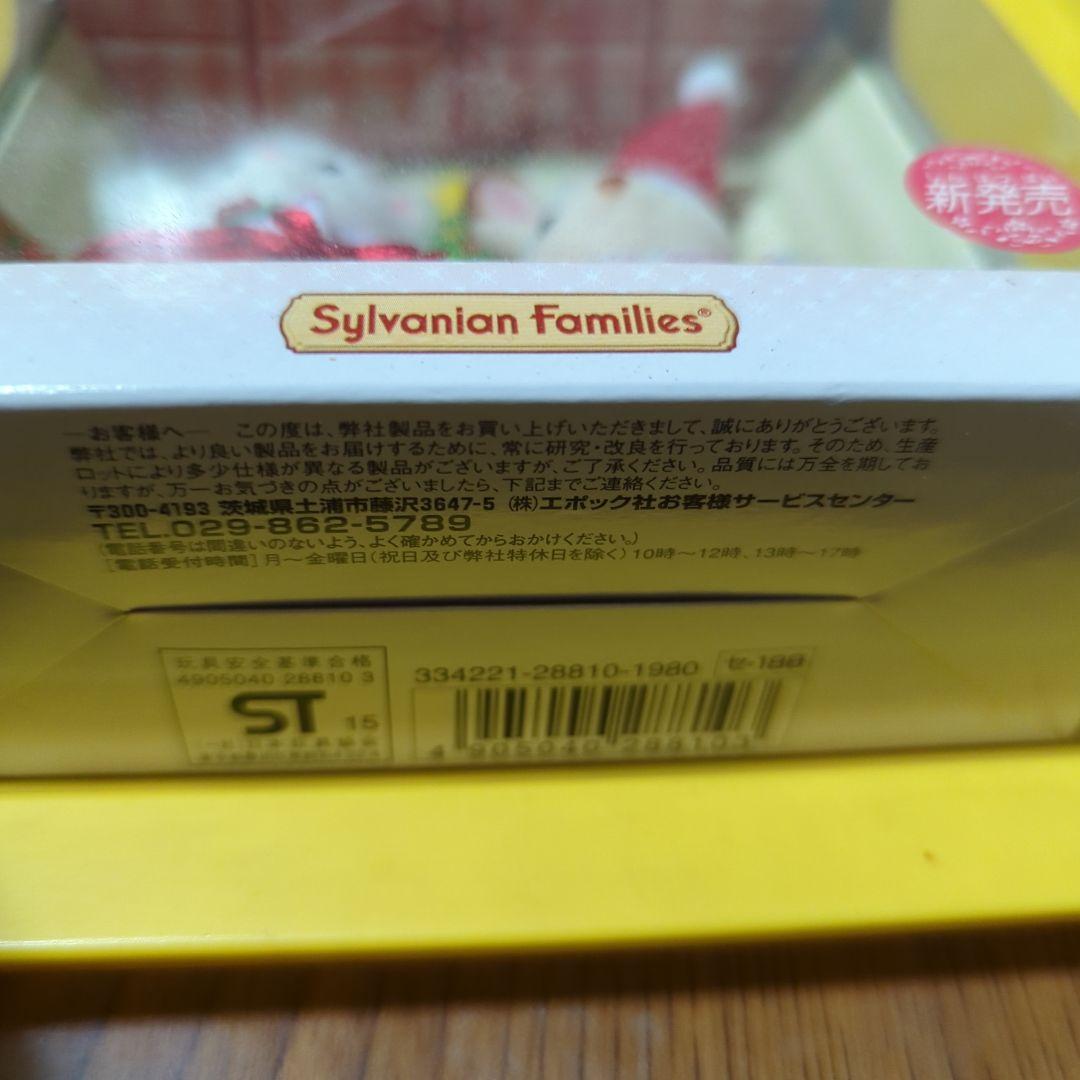 新発売
Sylvanian Families®
―お客様へ― この度は、弊社製品をお買い上げいただきまして、誠にありがとうございます。
弊社では、より良い製品をお届けするために、常に研究・改良を行っております。そのため、生産
ロットにより多少仕様が異なる製品がございますが、ご了承ください。品質には万全を期してお
りますが、万一お気づきの点がございましたら、下記までご連絡ください。
〒300-4193 茨城県土浦市藤沢3647-5 (株)エポック社お客様サービスセンター
TEL.029-862-5789
(電話番号は間違いのないよう、よく確かめてからおかけください。)
[電話受付時間]月～金曜日(祝日及び弊社特休日を除く)10時～12時、13時～17時
玩具安全基準合格
4905040 28810 3
ST 15
334221-28810-1980 セ-188
4 905040 288103